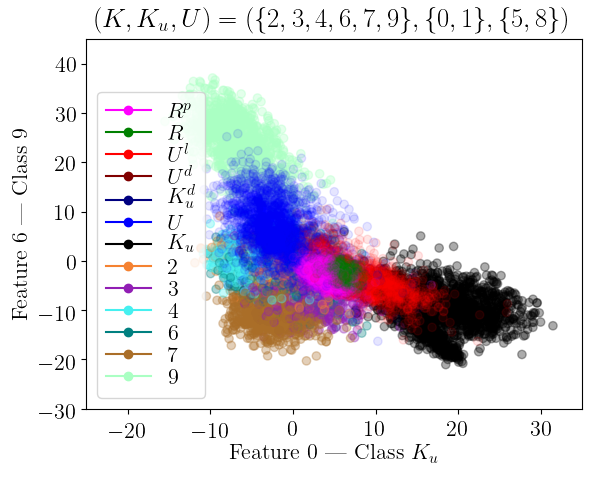 (K, K_u, U) = ({2, 3, 4, 6, 7, 9}, {0, 1}, {5, 8})
Feature 6 — Class 9
40
30
20
10
0
−10
−20
−30
R^p
R
U^l
U^d
K_u^d
U
K_u
2
3
4
6
7
9
−20 −10 0 10 20 30
Feature 0 — Class K_u